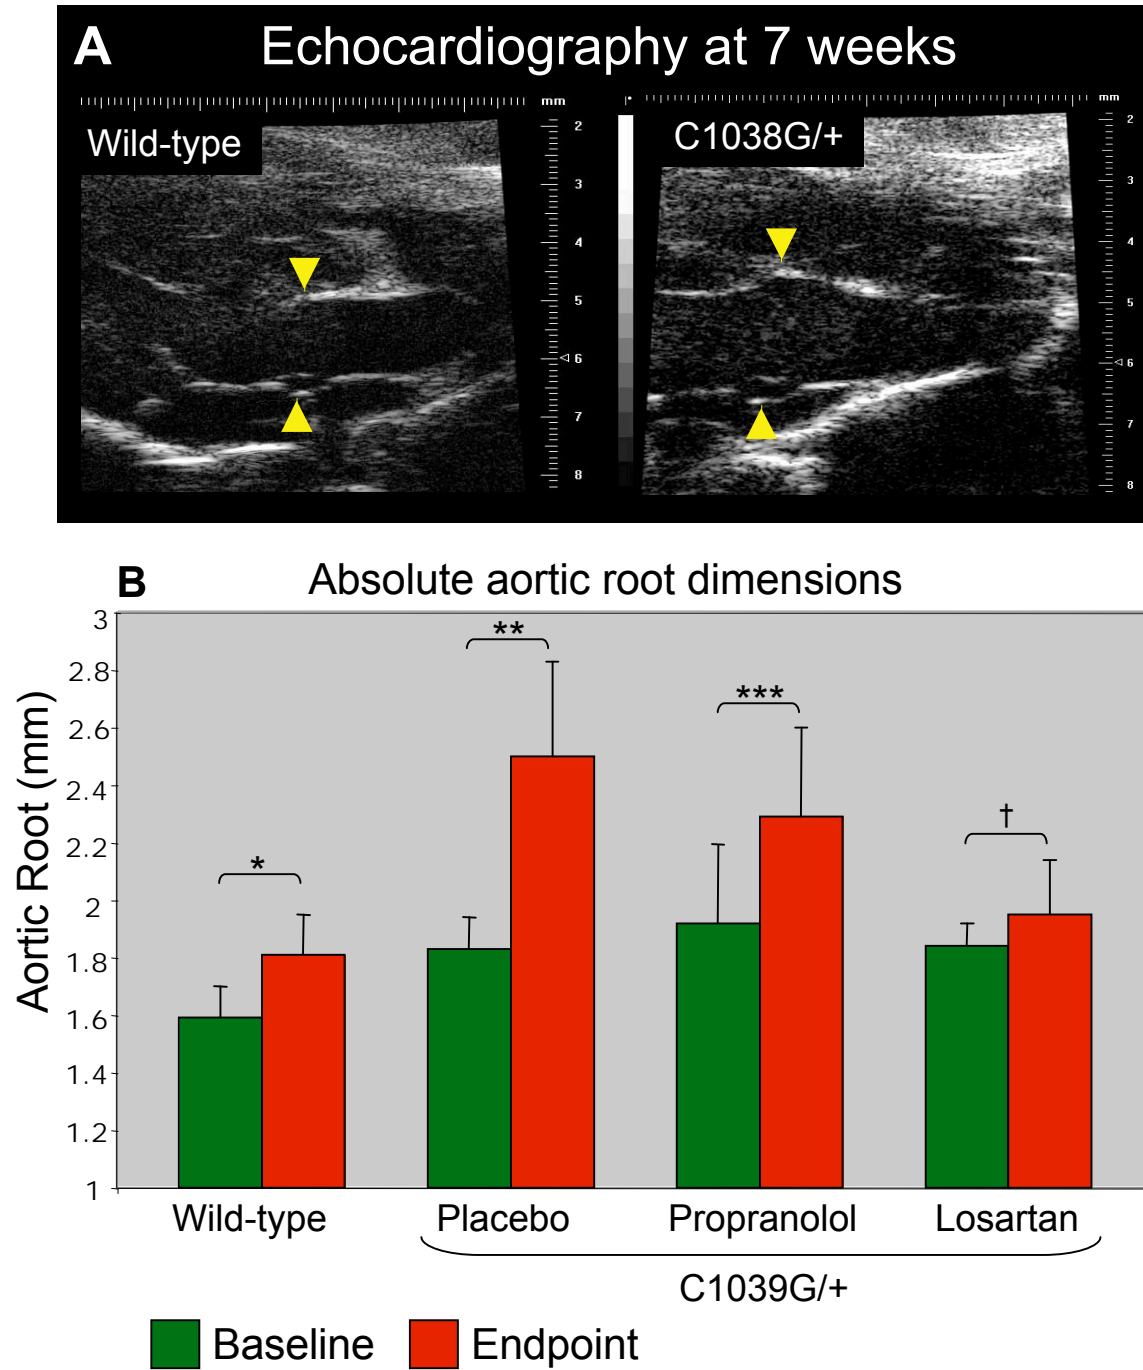 A Echocardiography at 7 weeks
Wild-type
mm
2
3
4
5
6
7
8
C1038G/+
mm
2
3
4
5
6
7
8
B Absolute aortic root dimensions
Aortic Root (mm)
3
2.8
2.6
2.4
2.2
2
1.8
1.6
1.4
1.2
1
*
**
***
†
Wild-type Placebo Propranolol Losartan
C1039G/+
Baseline Endpoint